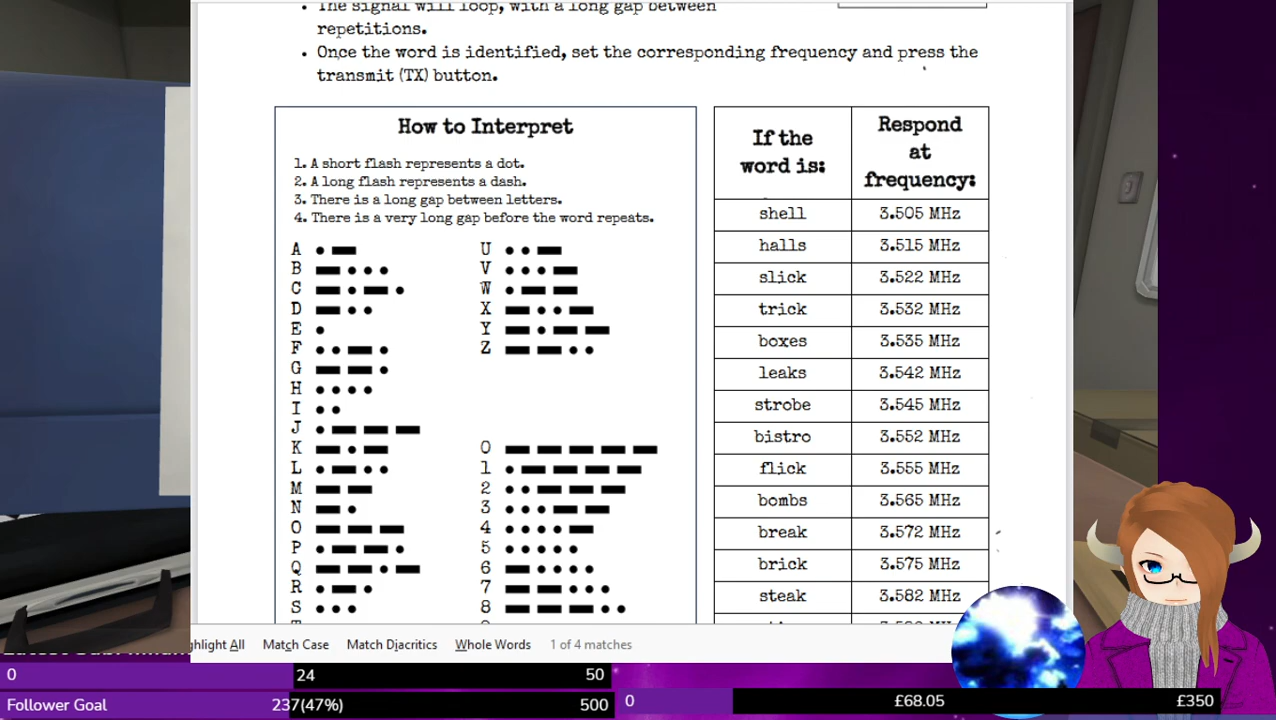 • The signal will loop, with a long gap between
repetitions.
• Once the word is identified, set the corresponding frequency and press the
transmit (TX) button.
How to Interpret
1. A short flash represents a dot.
2. A long flash represents a dash.
3. There is a long gap between letters.
4. There is a very long gap before the word repeats.
A
B
C
D
E
F
G
H
I
J
K
L
M
N
O
P
Q
R
S
U
V
W
X
Y
Z
0
1
2
3
4
5
6
7
8
If the word is: Respond at frequency:
shell 3.505 MHz
halls 3.515 MHz
slick 3.522 MHz
trick 3.532 MHz
boxes 3.535 MHz
leaks 3.542 MHz
strobe 3.545 MHz
bistro 3.552 MHz
flick 3.555 MHz
bombs 3.565 MHz
break 3.572 MHz
brick 3.575 MHz
steak 3.582 MHz
ghlight All Match Case Match Diacritics Whole Words 1 of 4 matches
0 24 50
Follower Goal 237(47%) 500
0 £68.05 £350